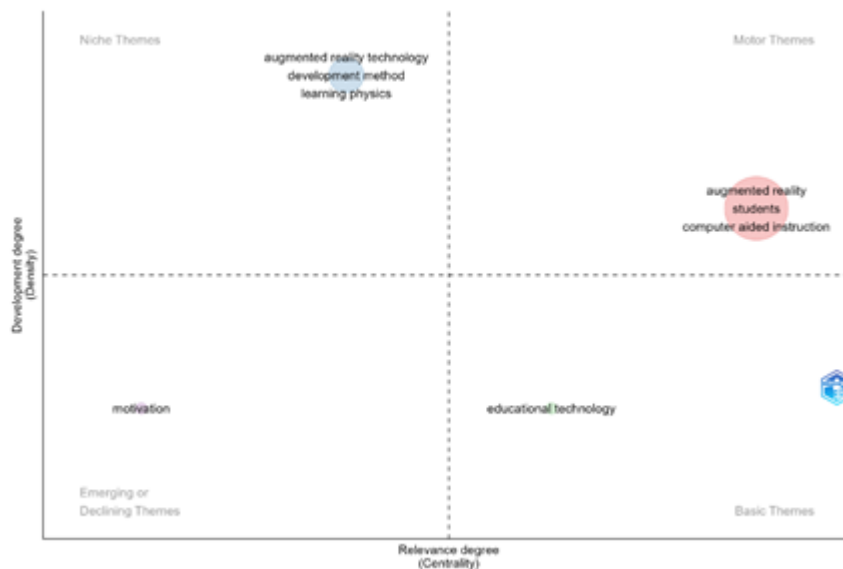 Niche Themes
Motor Themes
augmented reality technology
development method
learning physics
augmented reality
students
computer aided instruction
Development degree
(Density)
motivation
educational technology
Emerging or
Declining Themes
Basic Themes
Relevance degree
(Centrality)